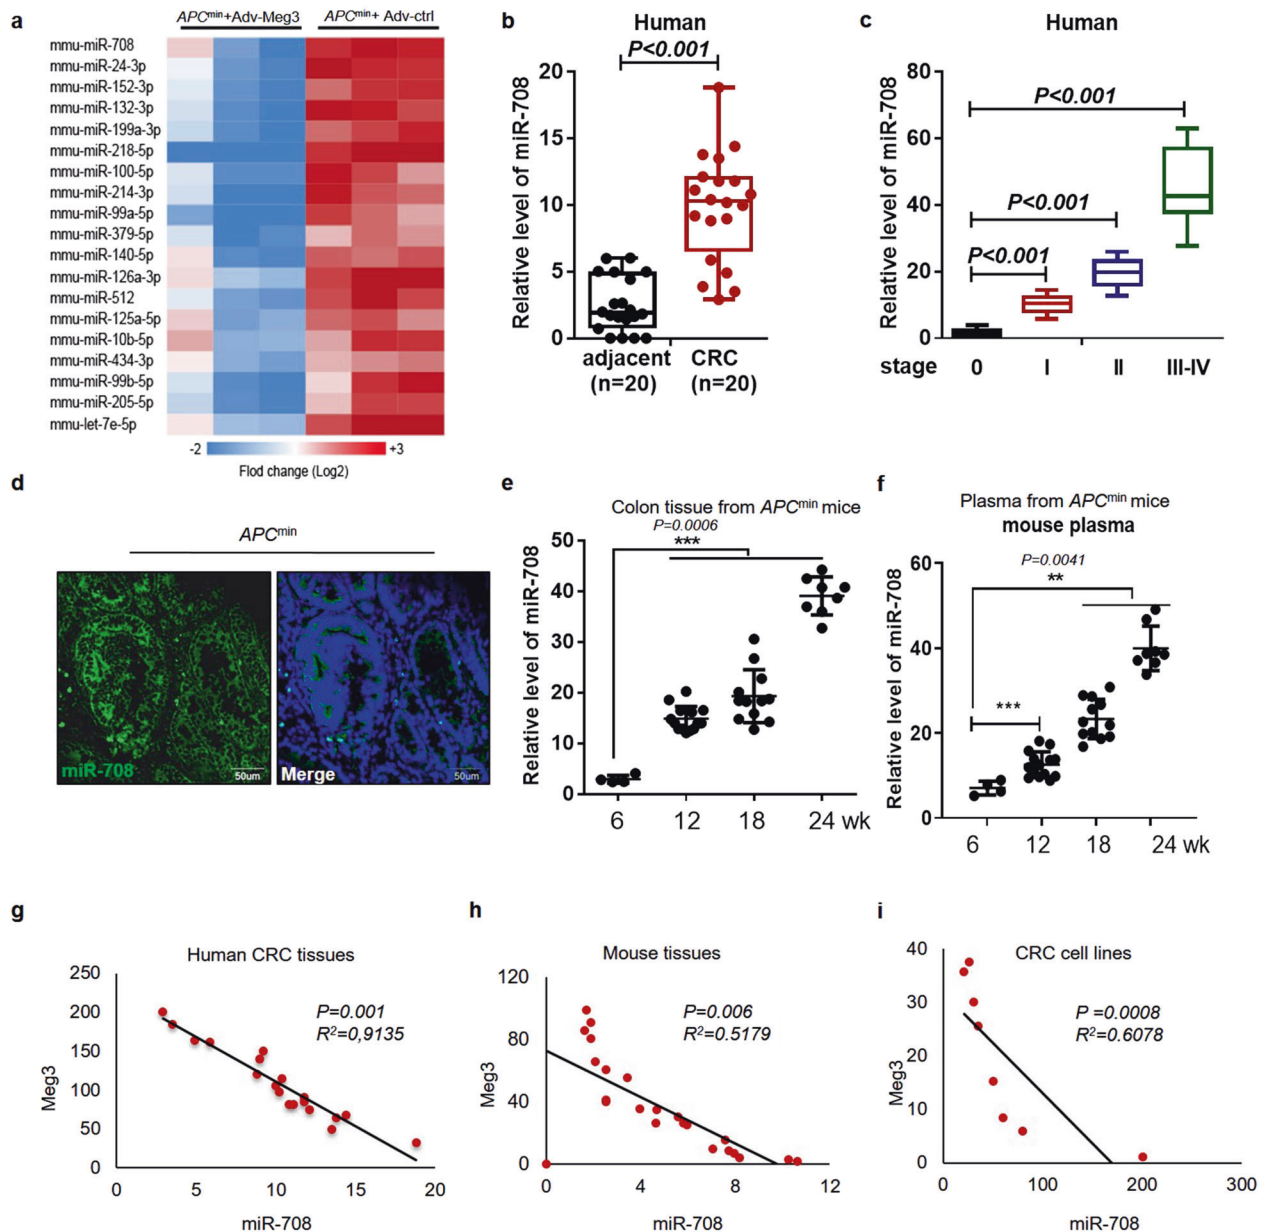 a
APCmin+Adv-Meg3
APCmin+ Adv-ctrl
mmu-miR-708
mmu-miR-24-3p
mmu-miR-152-3p
mmu-miR-132-3p
mmu-miR-199a-3p
mmu-miR-218-5p
mmu-miR-100-5p
mmu-miR-214-3p
mmu-miR-99a-5p
mmu-miR-379-5p
mmu-miR-140-5p
mmu-miR-126a-3p
mmu-miR-512
mmu-miR-125a-5p
mmu-miR-10b-5p
mmu-miR-434-3p
mmu-miR-99b-5p
mmu-miR-205-5p
mmu-let-7e-5p
-2
+3
Flod change (Log2)
b
Human
P<0.001
Relative level of miR-708
20
15
10
5
0
adjacent
(n=20)
CRC
(n=20)
c
Human
P<0.001
P<0.001
P<0.001
Relative level of miR-708
80
60
40
20
0
stage
0
I
II
III-IV
d
APCmin
miR-708
50um
Merge
50um
e
Colon tissue from APCmin mice
P=0.0006
***
Relative level of miR-708
50
40
30
20
10
0
6
12
18
24 wk
f
Plasma from APCmin mice
mouse plasma
P=0.0041
**
***
Relative level of miR-708
60
40
20
0
6
12
18
24 wk
g
Human CRC tissues
P=0.001
R2=0,9135
Meg3
250
200
150
100
50
0
0
5
10
15
20
miR-708
h
Mouse tissues
P=0.006
R2=0.5179
Meg3
120
80
40
0
0
4
8
12
miR-708
i
CRC cell lines
P =0.0008
R2=0.6078
Meg3
40
30
20
10
0
0
100
200
300
miR-708